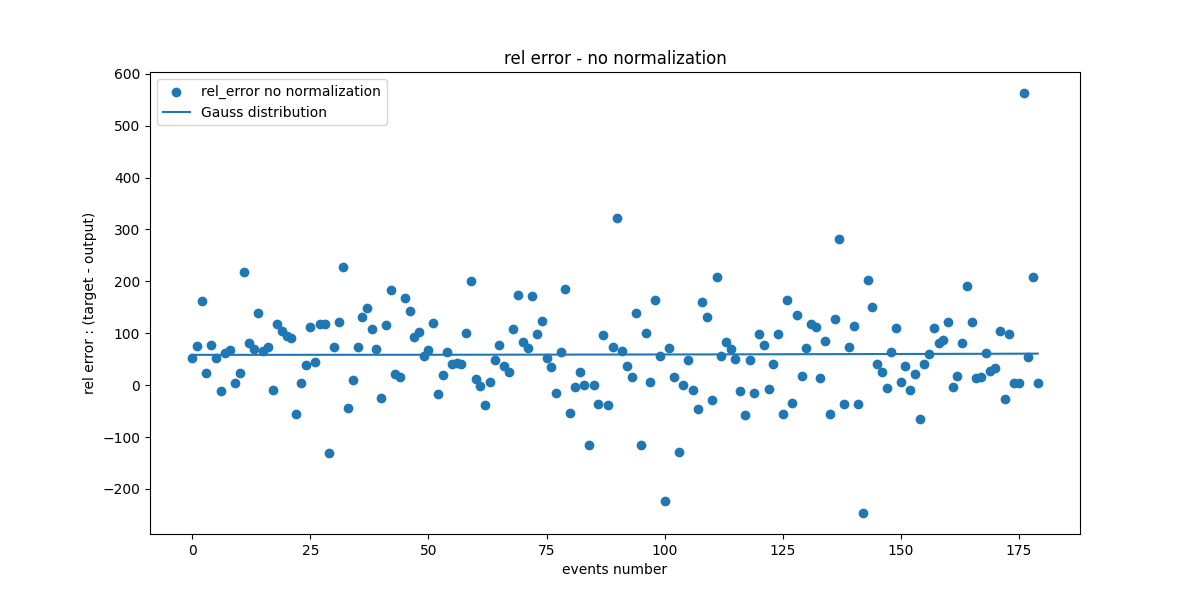 rel error - no normalization
rel_error no normalization
Gauss distribution
rel error : (target - output)
600
500
400
300
200
100
0
−100
−200
0 25 50 75 100 125 150 175
events number